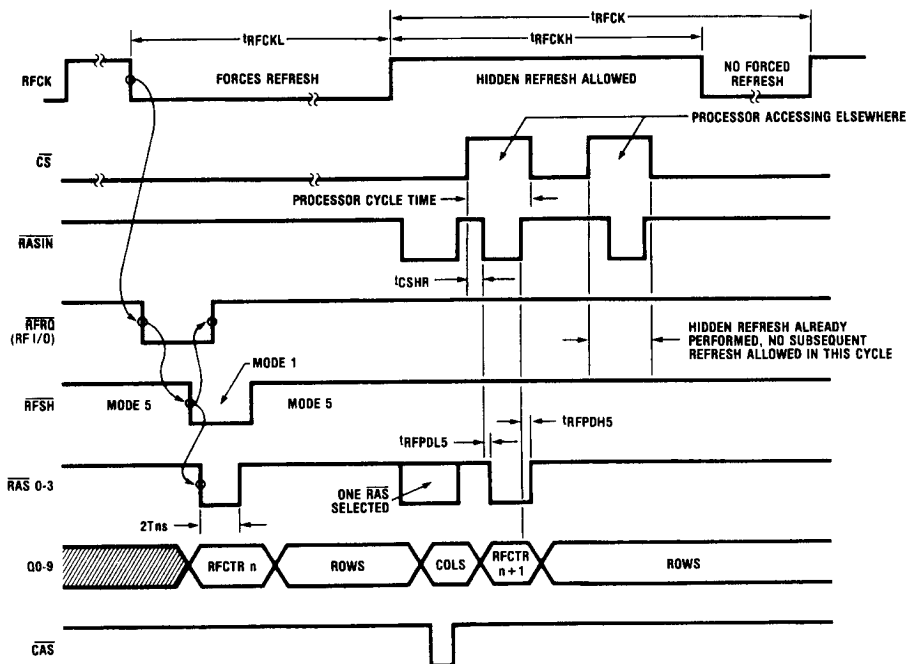 tRFCK
tRFCKL
tRFCKH
RFCK
FORCES REFRESH
HIDDEN REFRESH ALLOWED
NO FORCED
REFRESH
PROCESSOR ACCESSING ELSEWHERE
CS
PROCESSOR CYCLE TIME
RASIN
tCSHR
RFRQ
(RF I/O)
HIDDEN REFRESH ALREADY
PERFORMED, NO SUBSEQUENT
REFRESH ALLOWED IN THIS CYCLE
MODE 1
RFSH
MODE 5
MODE 5
tRFPDL5
tRFPDH5
RAS 0-3
ONE RAS
SELECTED
2Tns
Q0-9
RFCTR n
ROWS
COLS
RFCTR
n+1
ROWS
CAS